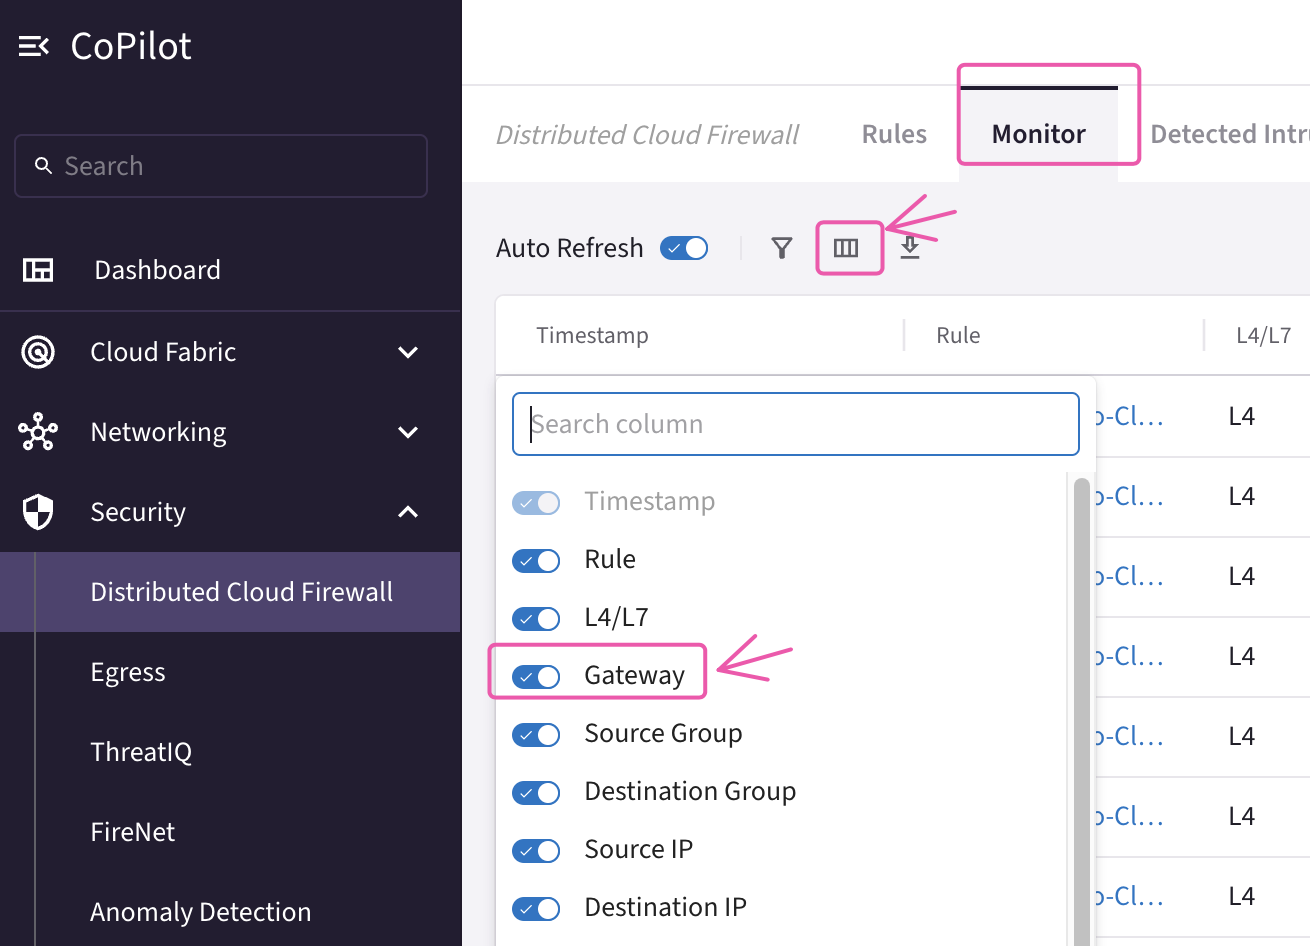 CoPilot
Search
Dashboard
Cloud Fabric
Networking
Security
Distributed Cloud Firewall
Egress
ThreatIQ
FireNet
Anomaly Detection
Distributed Cloud Firewall Rules Monitor Detected Intru
Auto Refresh
Timestamp Rule L4/L7
Search column
Timestamp
Rule
L4/L7
Gateway
Source Group
Destination Group
Source IP
Destination IP
o-Cl... L4
o-Cl... L4
o-Cl... L4
o-Cl... L4
o-Cl... L4
o-Cl... L4
o-Cl... L4